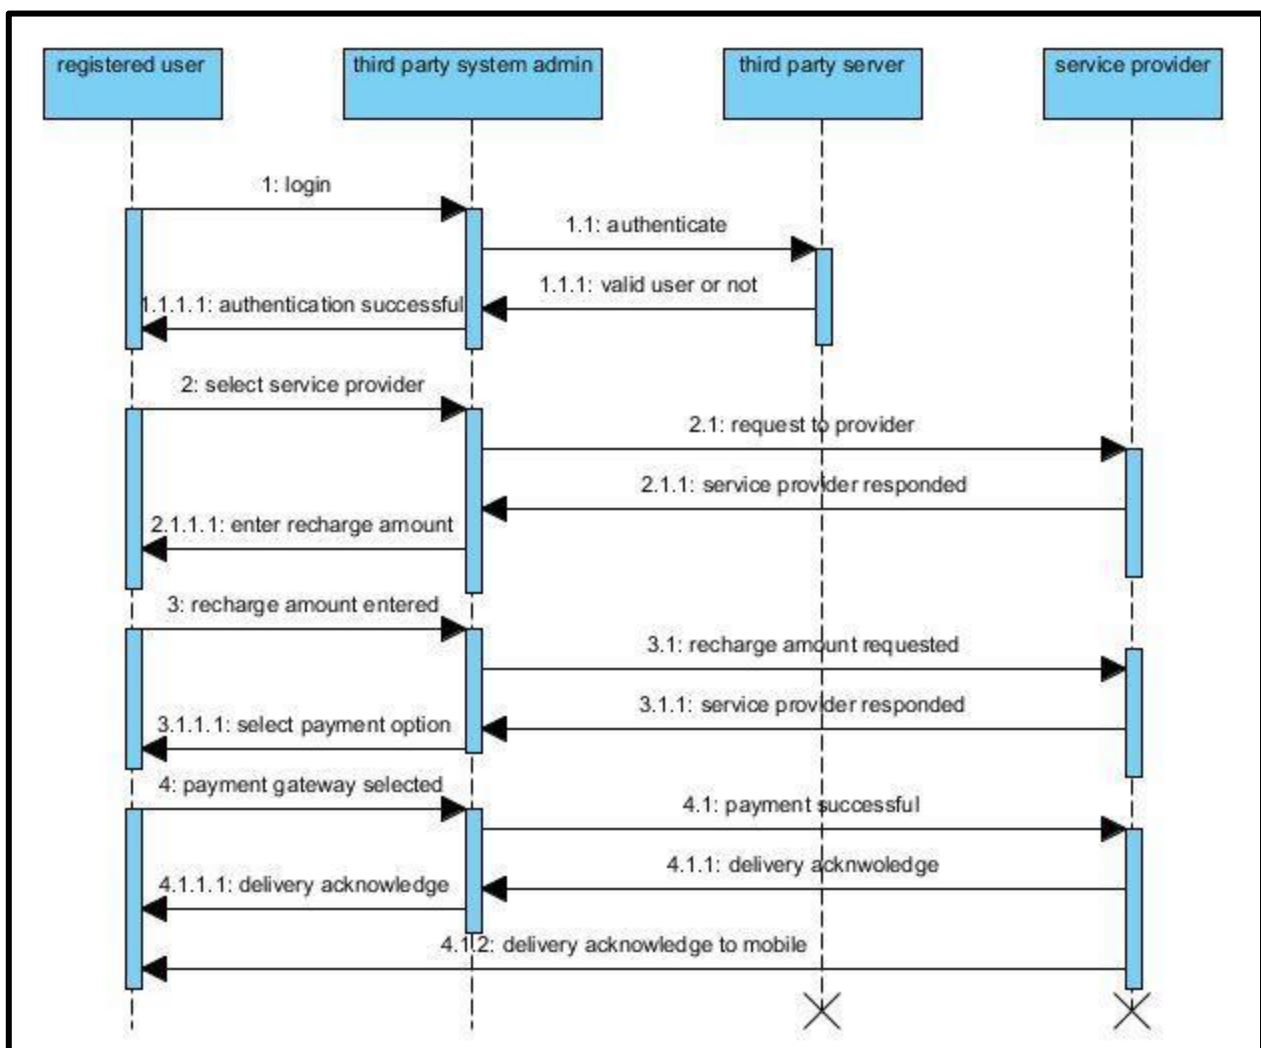 registered user
third party system admin
third party server
service provider
1: login
1.1: authenticate
1.1.1: valid user or not
1.1.1.1: authentication successful
2: select service provider
2.1: request to provider
2.1.1: service provider responded
2.1.1.1: enter recharge amount
3: recharge amount entered
3.1: recharge amount requested
3.1.1: service provider responded
3.1.1.1: select payment option
4: payment gateway selected
4.1: payment successful
4.1.1: delivery acknwoledge
4.1.1.1: delivery acknowledge
4.1.2: delivery acknowledge to mobile